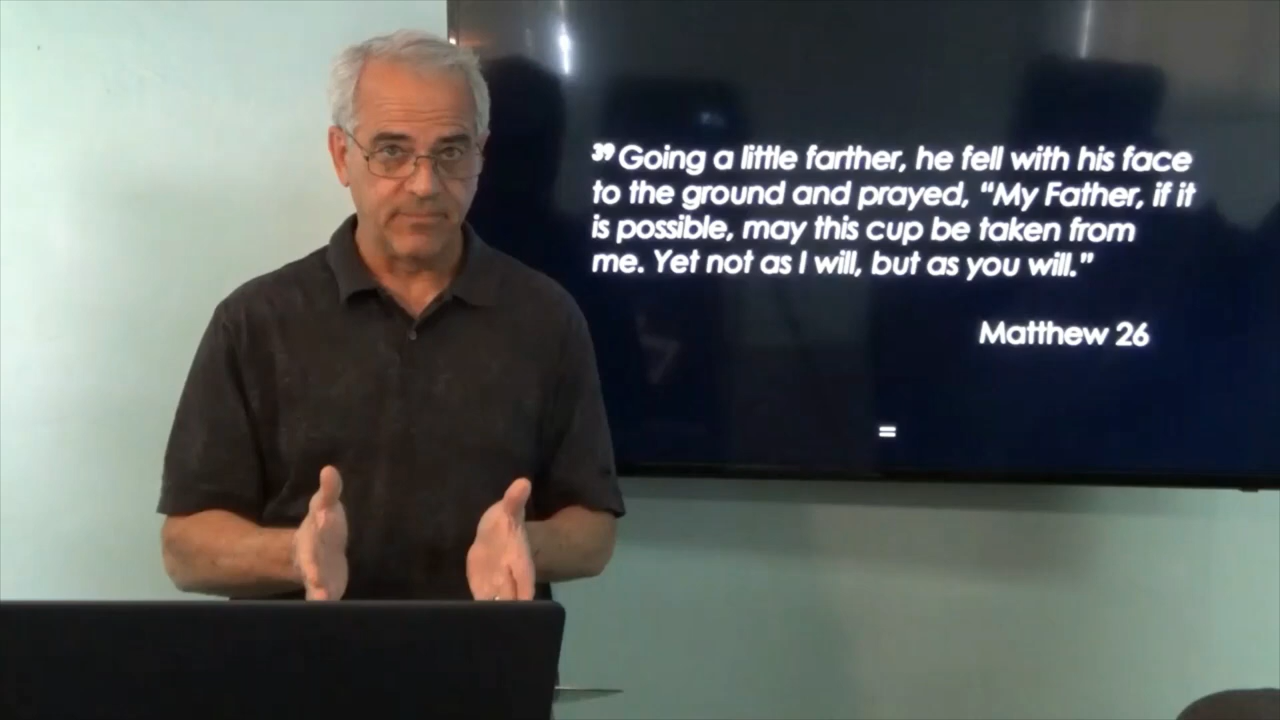 39 Going a little farther, he fell with his face
to the ground and prayed, “My Father, if it
is possible, may this cup be taken from
me. Yet not as I will, but as you will.”
Matthew 26
=